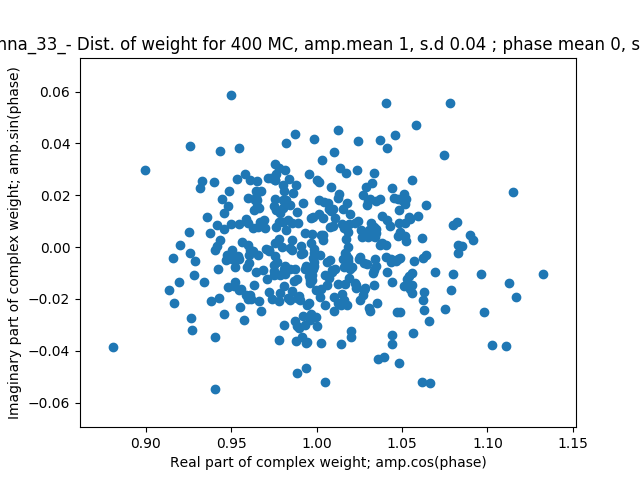 nna_33_- Dist. of weight for 400 MC, amp.mean 1, s.d 0.04 ; phase mean 0, s
0.06
0.04
0.02
0.00
−0.02
−0.04
−0.06
Imaginary part of complex weight; amp.sin(phase)
0.90 0.95 1.00 1.05 1.10 1.15
Real part of complex weight; amp.cos(phase)